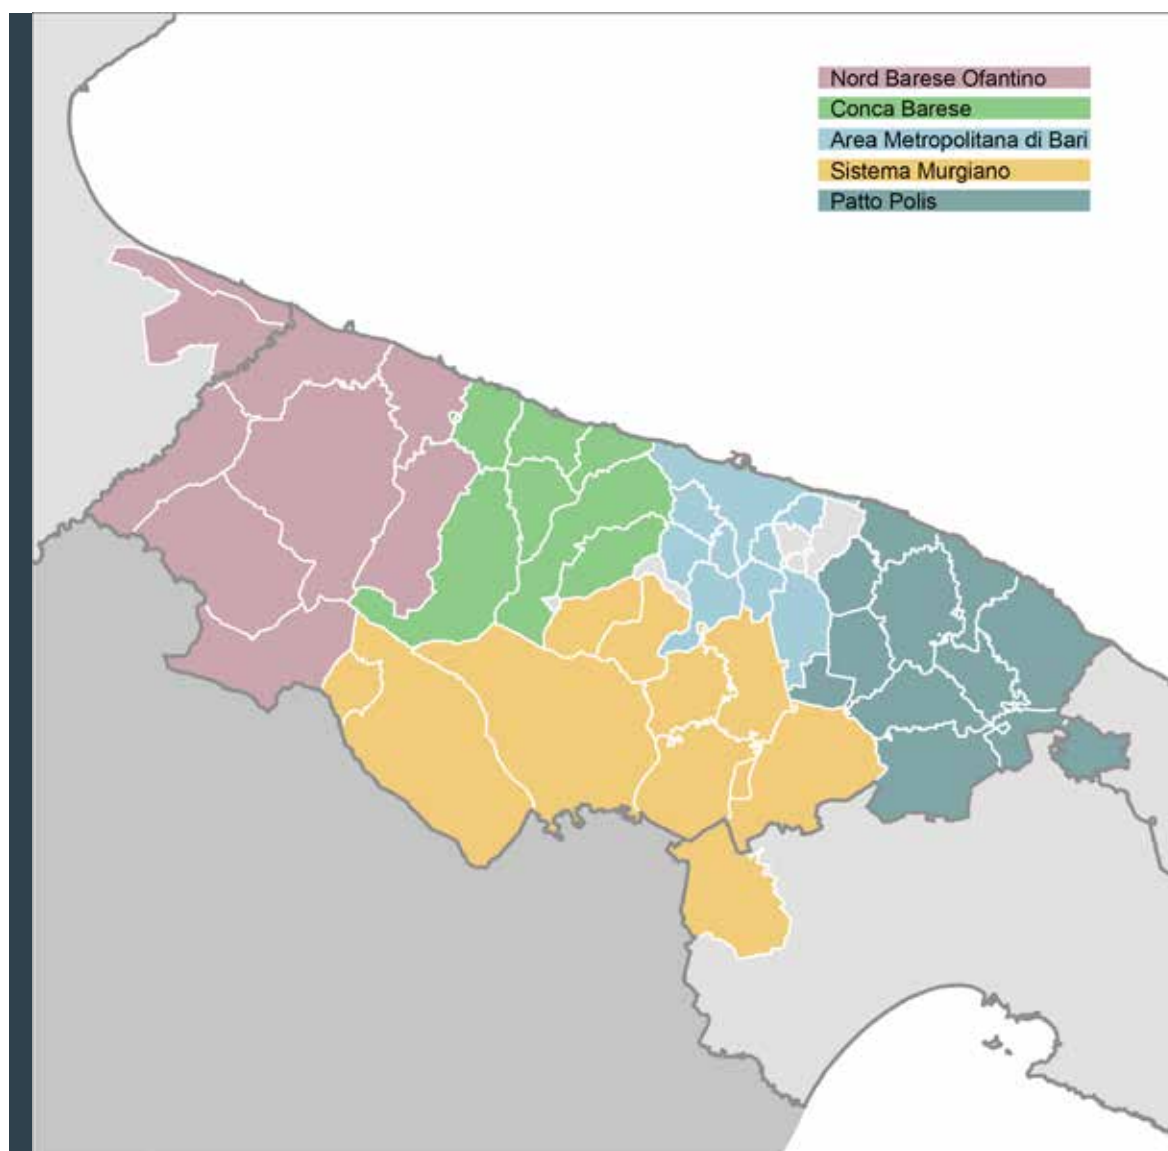 Nord Barese Ofantino
Conca Barese
Area Metropolitana di Bari
Sistema Murgiano
Patto Polis